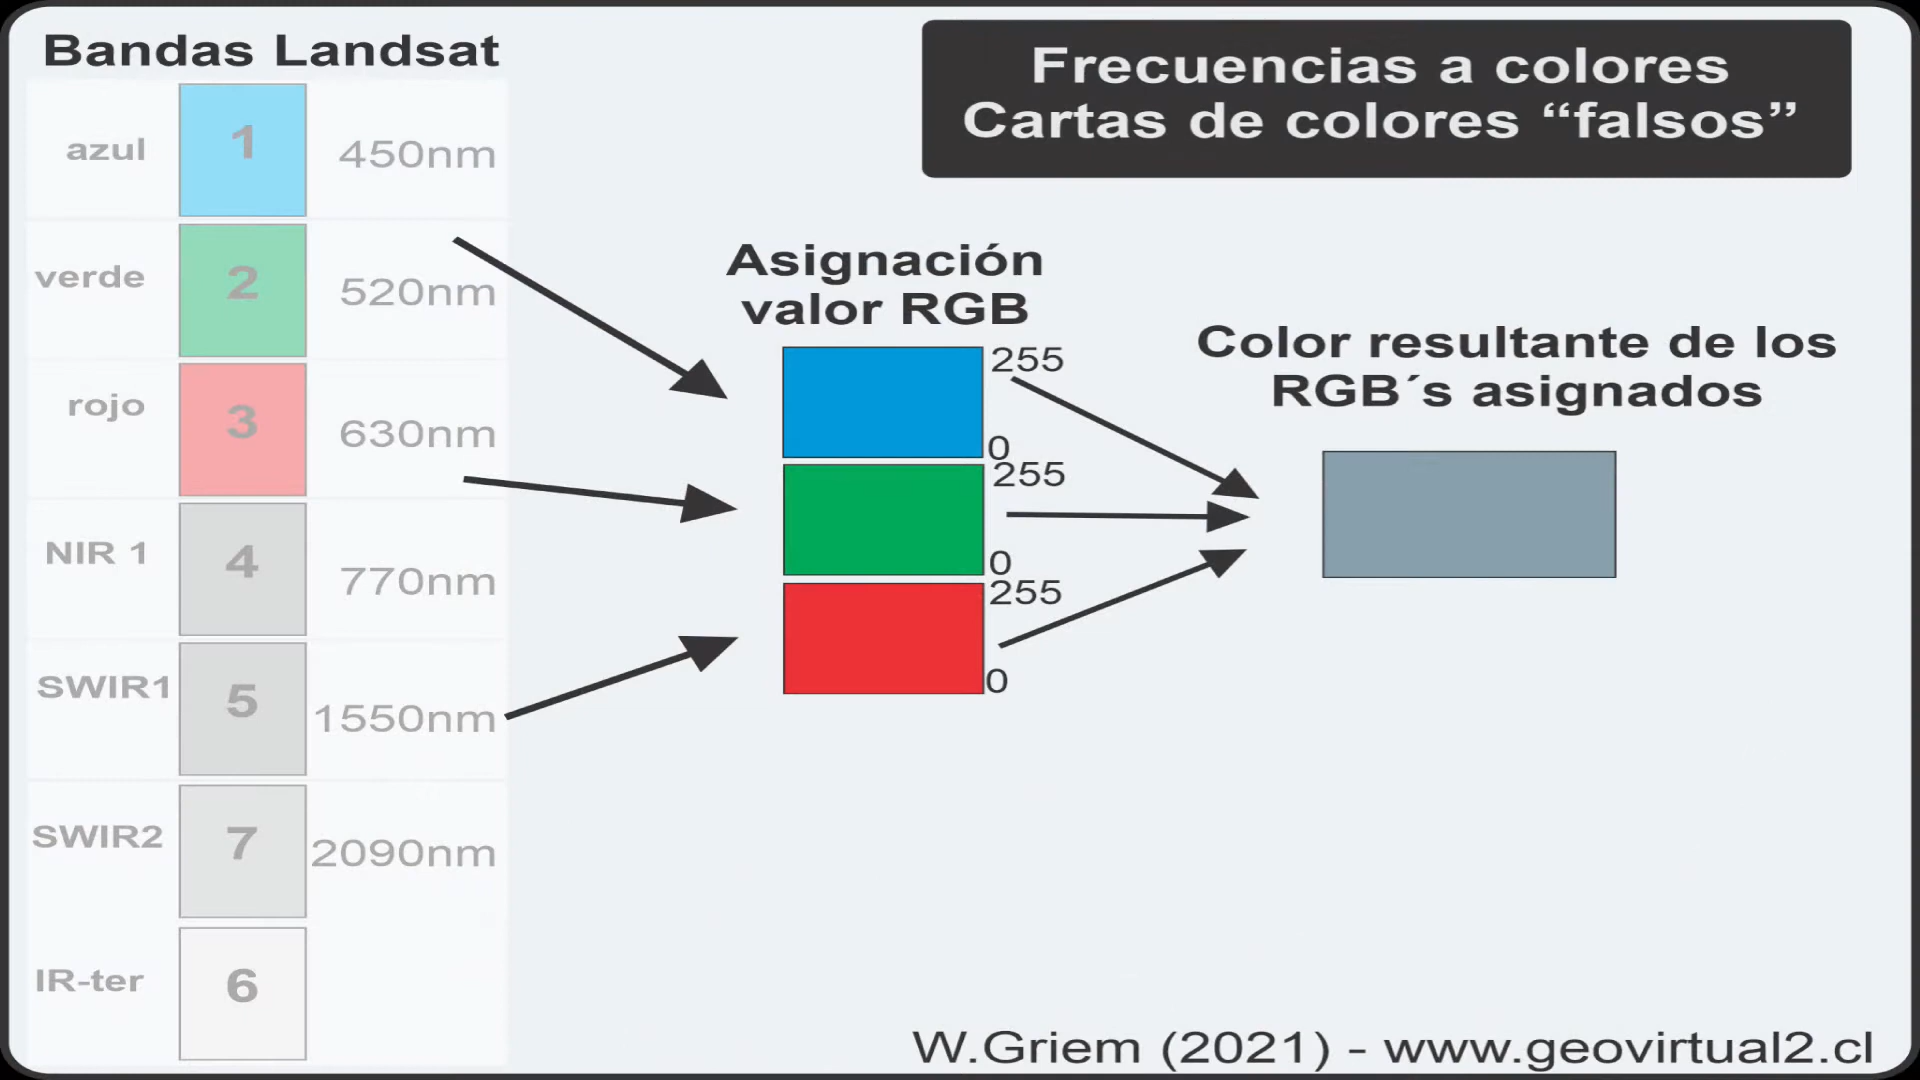 Bandas Landsat
azul 1 450nm
verde 2 520nm
rojo 3 630nm
NIR 1 4 770nm
SWIR1 5 1550nm
SWIR2 7 2090nm
IR-ter 6
Frecuencias a colores
Cartas de colores “falsos”
Asignación
valor RGB
255
0
255
0
255
0
Color resultante de los
RGB´s asignados
W.Griem (2021) - www.geovirtual2.cl